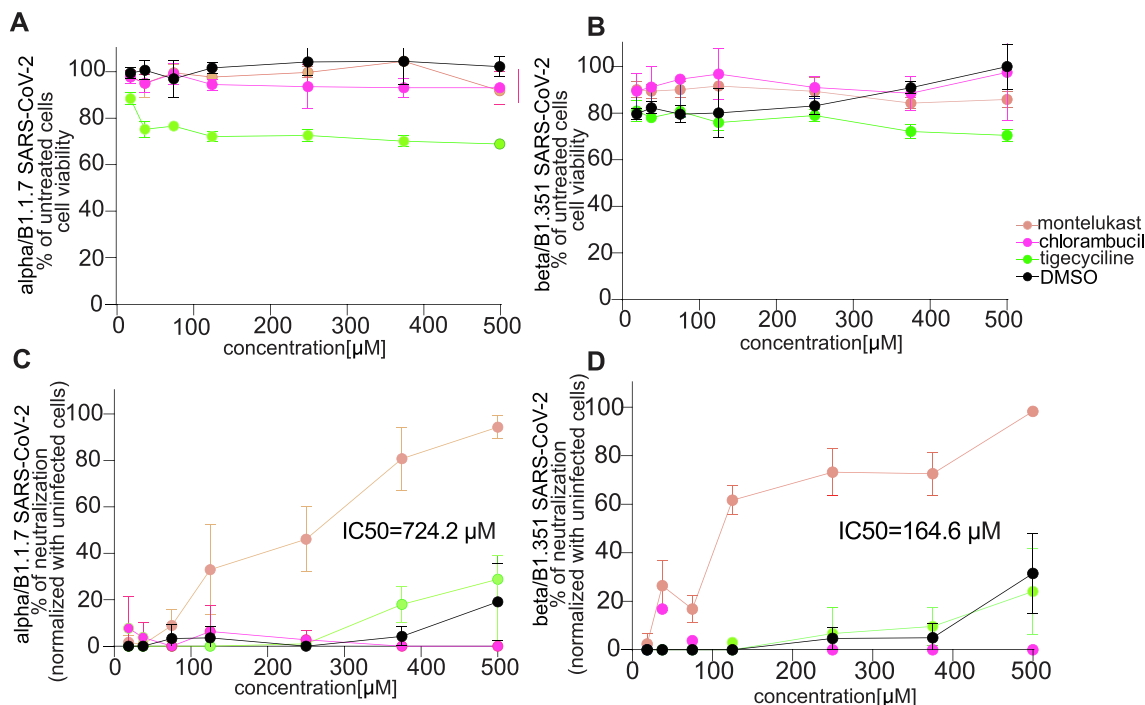 A
alpha/B1.1.7 SARS-CoV-2
% of untreated cells
cell viability
100
80
60
40
20
0
0
100
200
300
400
500
concentration[µM]
B
beta/B1.351 SARS-CoV-2
% of untreated cells
cell viability
100
80
60
40
20
0
0
100
200
300
400
500
concentration[µM]
montelukast
chlorambucil
tigecyciline
DMSO
C
alpha/B1.1.7 SARS-CoV-2
% of neutralization
(normalized with uninfected cells)
100
80
60
40
20
0
IC50=724.2 µM
0
100
200
300
400
500
concentration[µM]
D
beta/B1.351 SARS-CoV-2
% of neutralization
(normalized with uninfected cells)
100
80
60
40
20
0
IC50=164.6 µM
0
100
200
300
400
500
concentration[µM]